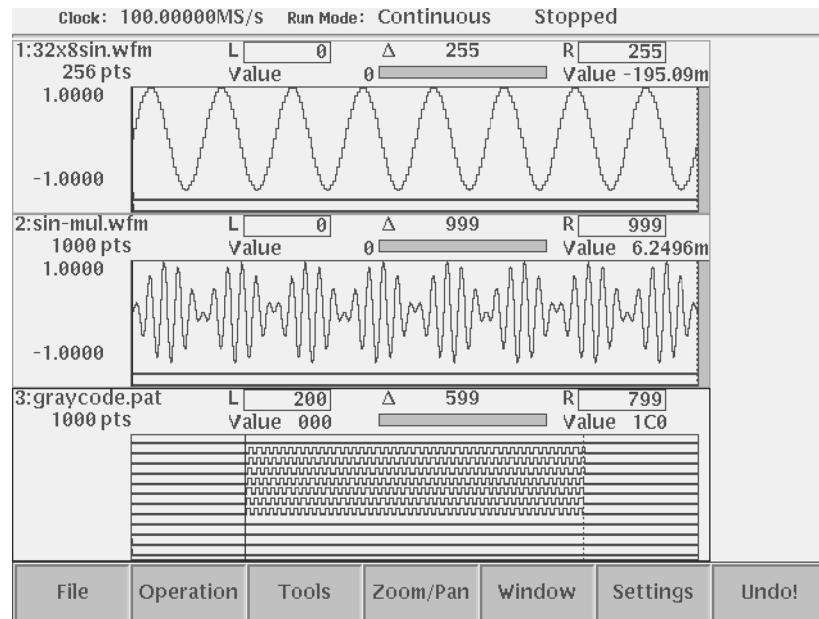 Clock: 100.00000MS/s Run Mode: Continuous Stopped
1:32x8sin.wfm L 0 Δ 255 R 255
256 pts Value 0 Value -195.09m
1.0000
-1.0000
2:sin-mul.wfm L 0 Δ 999 R 999
1000 pts Value 0 Value 6.2496m
1.0000
-1.0000
3:graycode.pat L 200 Δ 599 R 799
1000 pts Value 000 Value 1C0
File Operation Tools Zoom/Pan Window Settings Undo!